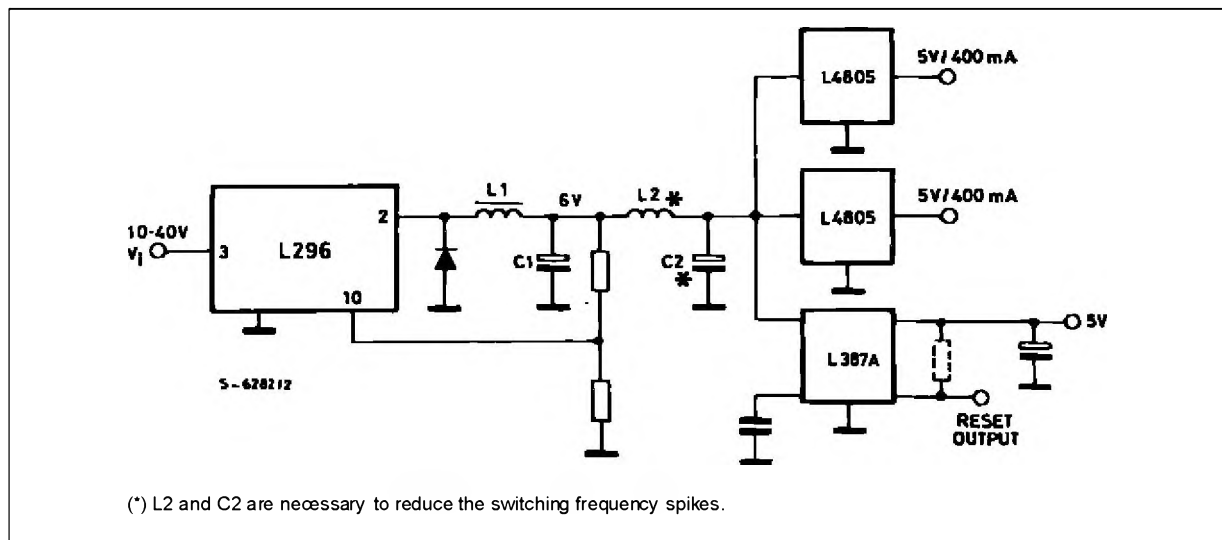 L4805
5V/400mA
L1
6V
L2*
2
L4805
5V/400mA
10-40V
Vi
3
L296
C1
C2
*
10
L387A
5V
S-6282/2
RESET
OUTPUT
(*) L2 and C2 are necessary to reduce the switching frequency spikes.